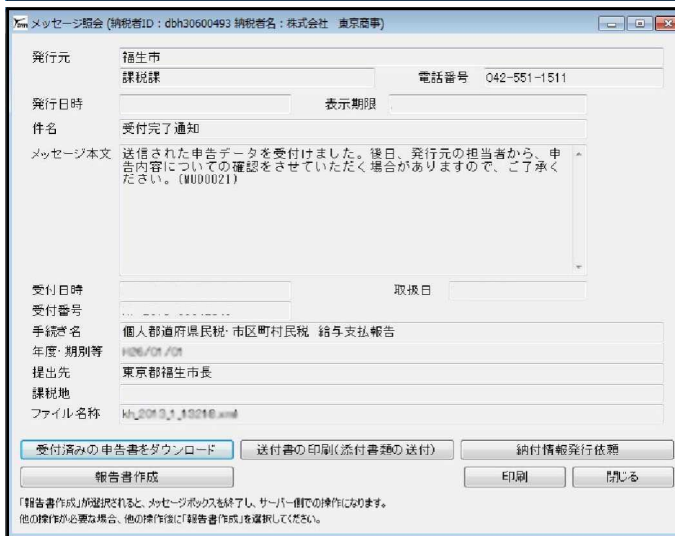 メッセージ照会 (納税者ID：dbh30600493 納税者名：株式会社　東京商事)
発行元 福生市
課税課 電話番号 042-551-1511
発行日時 表示期限
件名 受付完了通知
メッセージ本文 送信された申告データを受付けました。後日、発行元の担当者から、申
告内容についての確認をさせていただく場合がありますので、ご了承く
ださい。(MUD0021)
受付日時 取扱日
受付番号
手続き名 個人都道府県民税･市区町村民税　給与支払報告
年度･期別等 H26/01/01
提出先 東京都福生市長
課税地
ファイル名称 kh_2013_1_13218.xml
受付済みの申告書をダウンロード 送付書の印刷(添付書類の送付) 納付情報発行依頼
報告書作成 印刷 閉じる
「報告書作成」が選択されると、メッセージボックスを終了し、サーバー側での操作になります。
他の操作が必要な場合、他の操作後に「報告書作成」を選択してください。